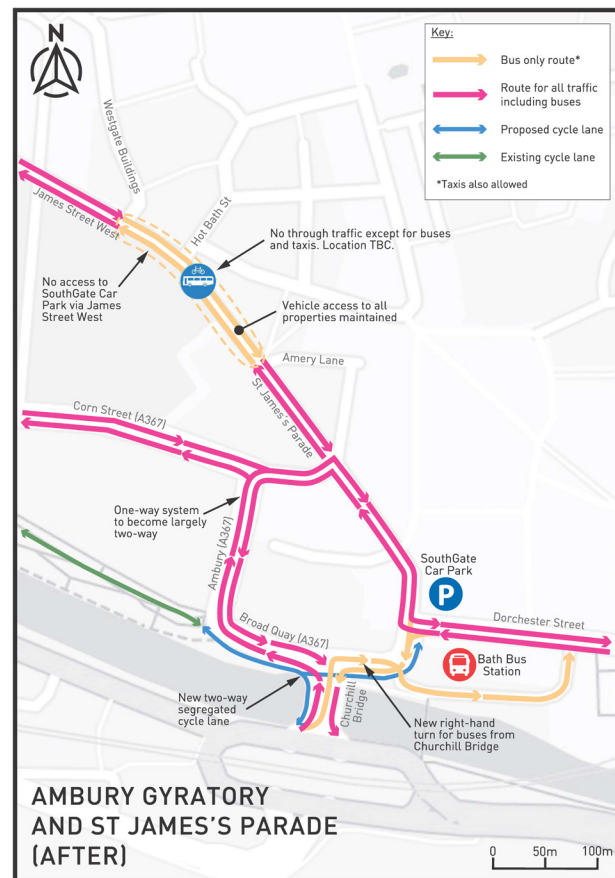 N
Key:
Bus only route*
Route for all traffic
including buses
Proposed cycle lane
Existing cycle lane
*Taxis also allowed
Westgate Buildings
James Street West
Hot Bath St
No through traffic except for buses
and taxis. Location TBC.
No access to
SouthGate Car
Park via James
Street West
Vehicle access to all
properties maintained
Amery Lane
St James's Parade
Corn Street (A367)
One-way system
to become largely
two-way
Ambury (A367)
SouthGate
Car Park
P
Dorchester Street
Broad Quay (A367)
Bath Bus
Station
New two-way
segregated
cycle lane
Churchill
Bridge
New right-hand
turn for buses from
Churchill Bridge
AMBURY GYRATORY
AND ST JAMES'S PARADE
(AFTER)
0 50m 100m